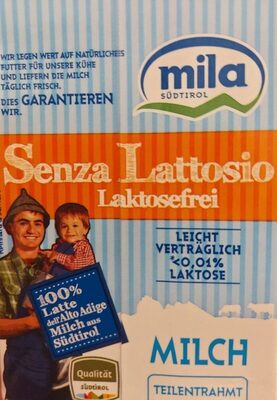 WIR LEGEN WERT AUF NATÜRLICHES
FUTTER FÜR UNSERE KÜHE
UND LIEFERN DIE MILCH
TÄGLICH FRISCH.
DIES GARANTIEREN
WIR.
mila
SÜDTIROL
Senza Lattosio
Laktosefrei
LEICHT
VERTRÄGLICH
<0,01%
LAKTOSE
100%
Latte
dell'Alto Adige
Milch aus
Südtirol
MILCH
Qualität
SÜDTIROL
TEILENTRAHMT